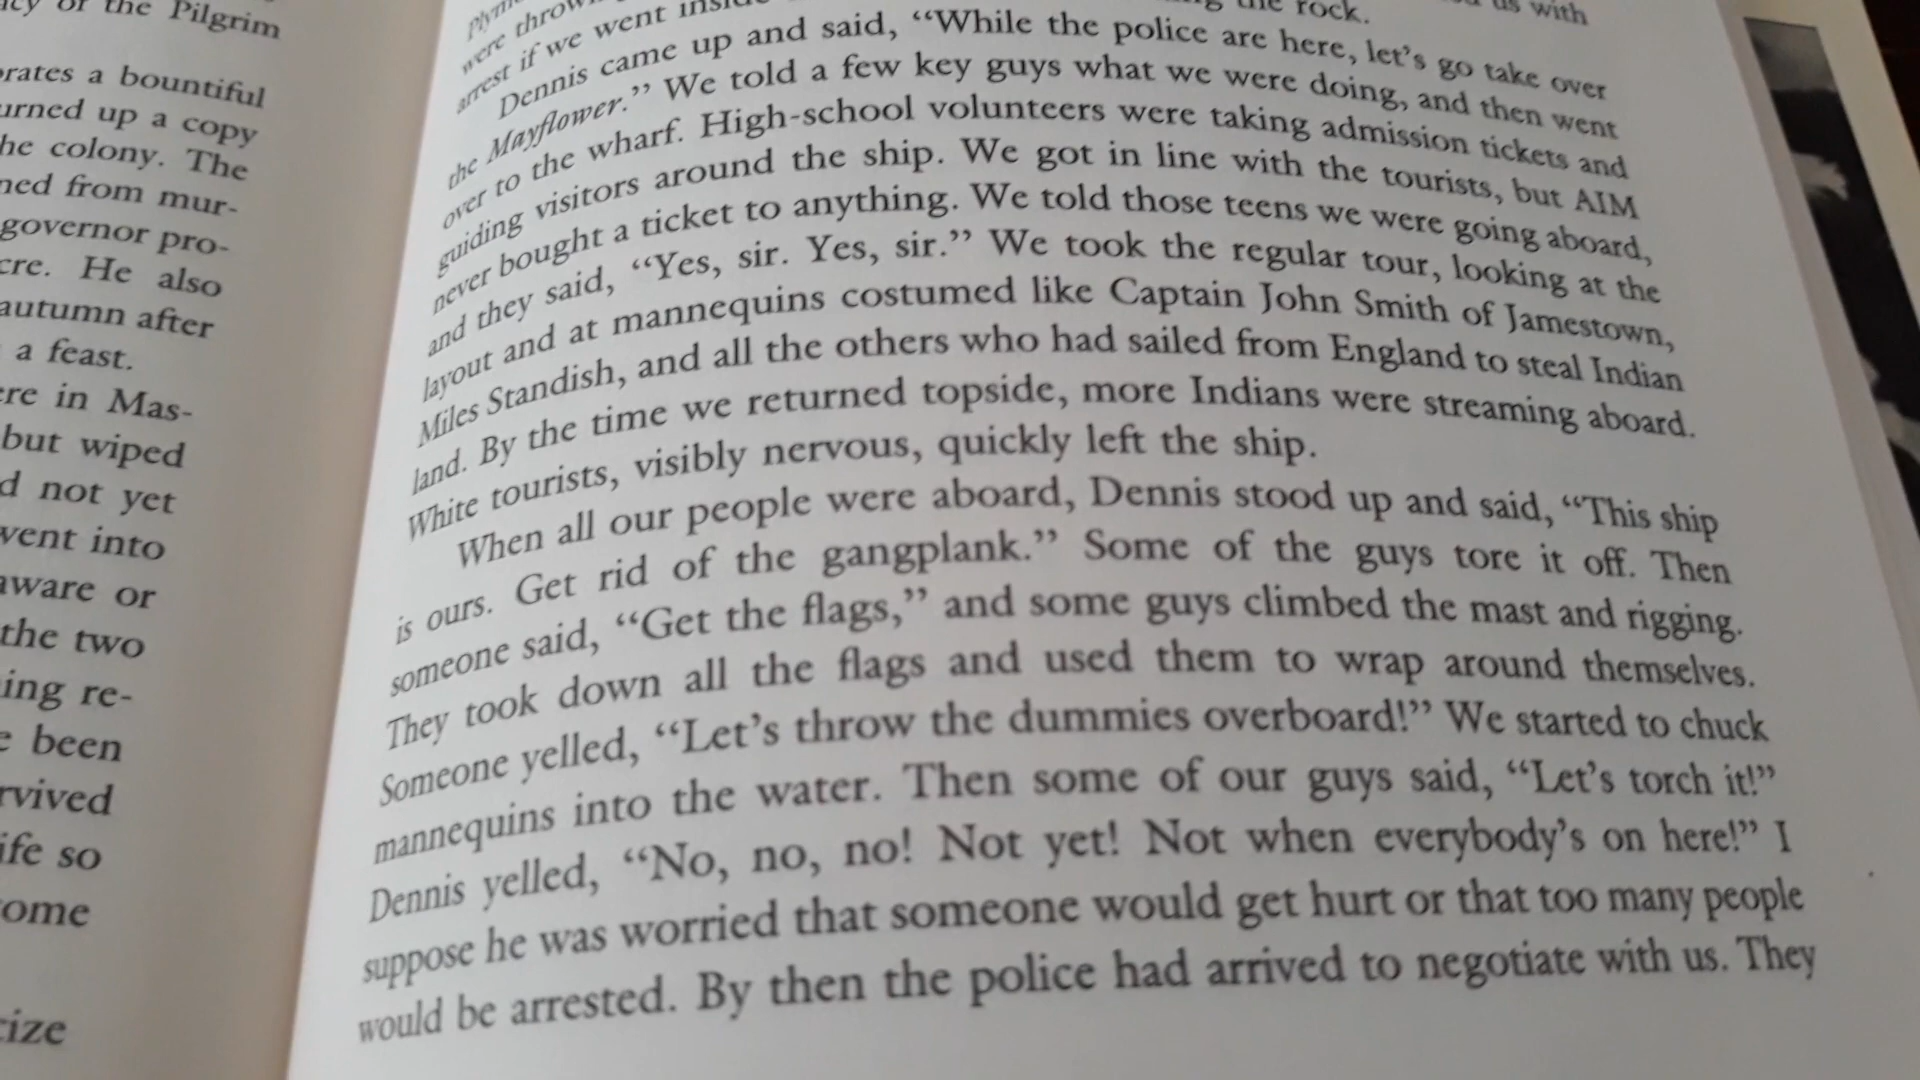 of the Pilgrim
rates a bountiful
urned up a copy
he colony. The
ned from mur-
governor pro-
cre. He also
autumn after
a feast.
ere in Mas-
but wiped
d not yet
went into
aware or
the two
ing re-
e been
rvived
ife so
ome
cize
us with
the rock.
were throw
arrest if we went
Dennis came up and said, “While the police are here, let’s go take over
the Mayflower.” We told a few key guys what we were doing, and then went
over to the wharf. High-school volunteers were taking admission tickets and
guiding visitors around the ship. We got in line with the tourists, but AIM
never bought a ticket to anything. We told those teens we were going aboard,
and they said, “Yes, sir. Yes, sir.” We took the regular tour, looking at the
layout and at mannequins costumed like Captain John Smith of Jamestown,
Miles Standish, and all the others who had sailed from England to steal Indian
land. By the time we returned topside, more Indians were streaming aboard.
White tourists, visibly nervous, quickly left the ship.
When all our people were aboard, Dennis stood up and said, “This ship
is ours. Get rid of the gangplank.” Some of the guys tore it off. Then
someone said, “Get the flags,” and some guys climbed the mast and rigging.
They took down all the flags and used them to wrap around themselves.
Someone yelled, “Let’s throw the dummies overboard!” We started to chuck
mannequins into the water. Then some of our guys said, “Let’s torch it!”
Dennis yelled, “No, no, no! Not yet! Not when everybody’s on here!” I
suppose he was worried that someone would get hurt or that too many people
would be arrested. By then the police had arrived to negotiate with us. They